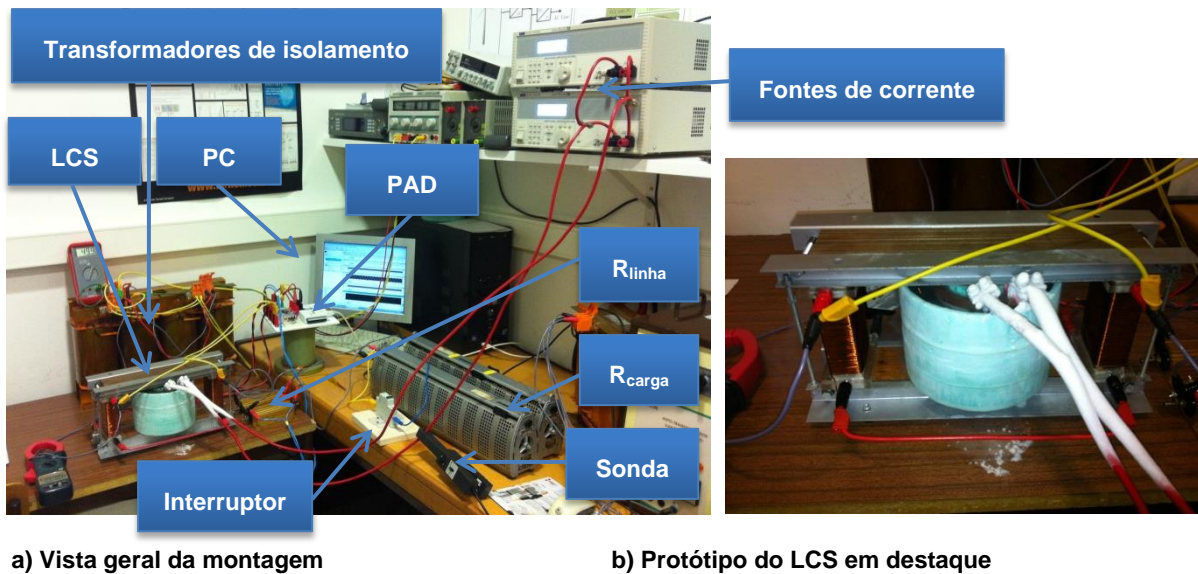 Transformadores de isolamento
Fontes de corrente
LCS
PC
PAD
Rlinha
Rcarga
Sonda
Interruptor
a) Vista geral da montagem
b) Protótipo do LCS em destaque